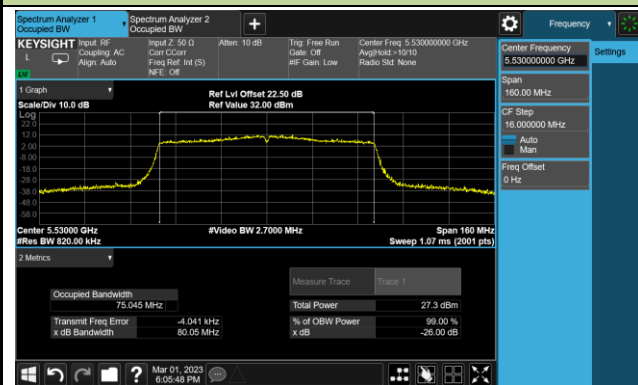 Spectrum Analyzer 1
Occupied BW
Spectrum Analyzer 2
Occupied BW
+
Frequency
KEYSIGHT
L
Input: RF
Coupling: AC
Align: Auto
Input Z: 50 Ω
Corr CCorr
Freq Ref: Int (S)
NFE: Off
Atten: 10 dB
Trig: Free Run
Gate: Off
#IF Gain: Low
Center Freq: 5.530000000 GHz
Avg|Hold:>10/10
Radio Std: None
Center Frequency
5.530000000 GHz
Settings
Span
160.00 MHz
CF Step
16.000000 MHz
Auto
Man
Freq Offset
0 Hz
1 Graph
Scale/Div 10.0 dB
Ref Lvl Offset 22.50 dB
Ref Value 32.00 dBm
Log
22.0
12.0
2.00
-8.00
-18.0
-28.0
-38.0
-48.0
-58.0
Center 5.53000 GHz
#Res BW 820.00 kHz
#Video BW 2.7000 MHz
Span 160 MHz
Sweep 1.07 ms (2001 pts)
2 Metrics
Measure Trace
Trace 1
Occupied Bandwidth
75.045 MHz
Total Power
27.3 dBm
Transmit Freq Error
-4.041 kHz
% of OBW Power
99.00 %
x dB Bandwidth
80.05 MHz
x dB
-26.00 dB
?
Mar 01, 2023
6:05:48 PM